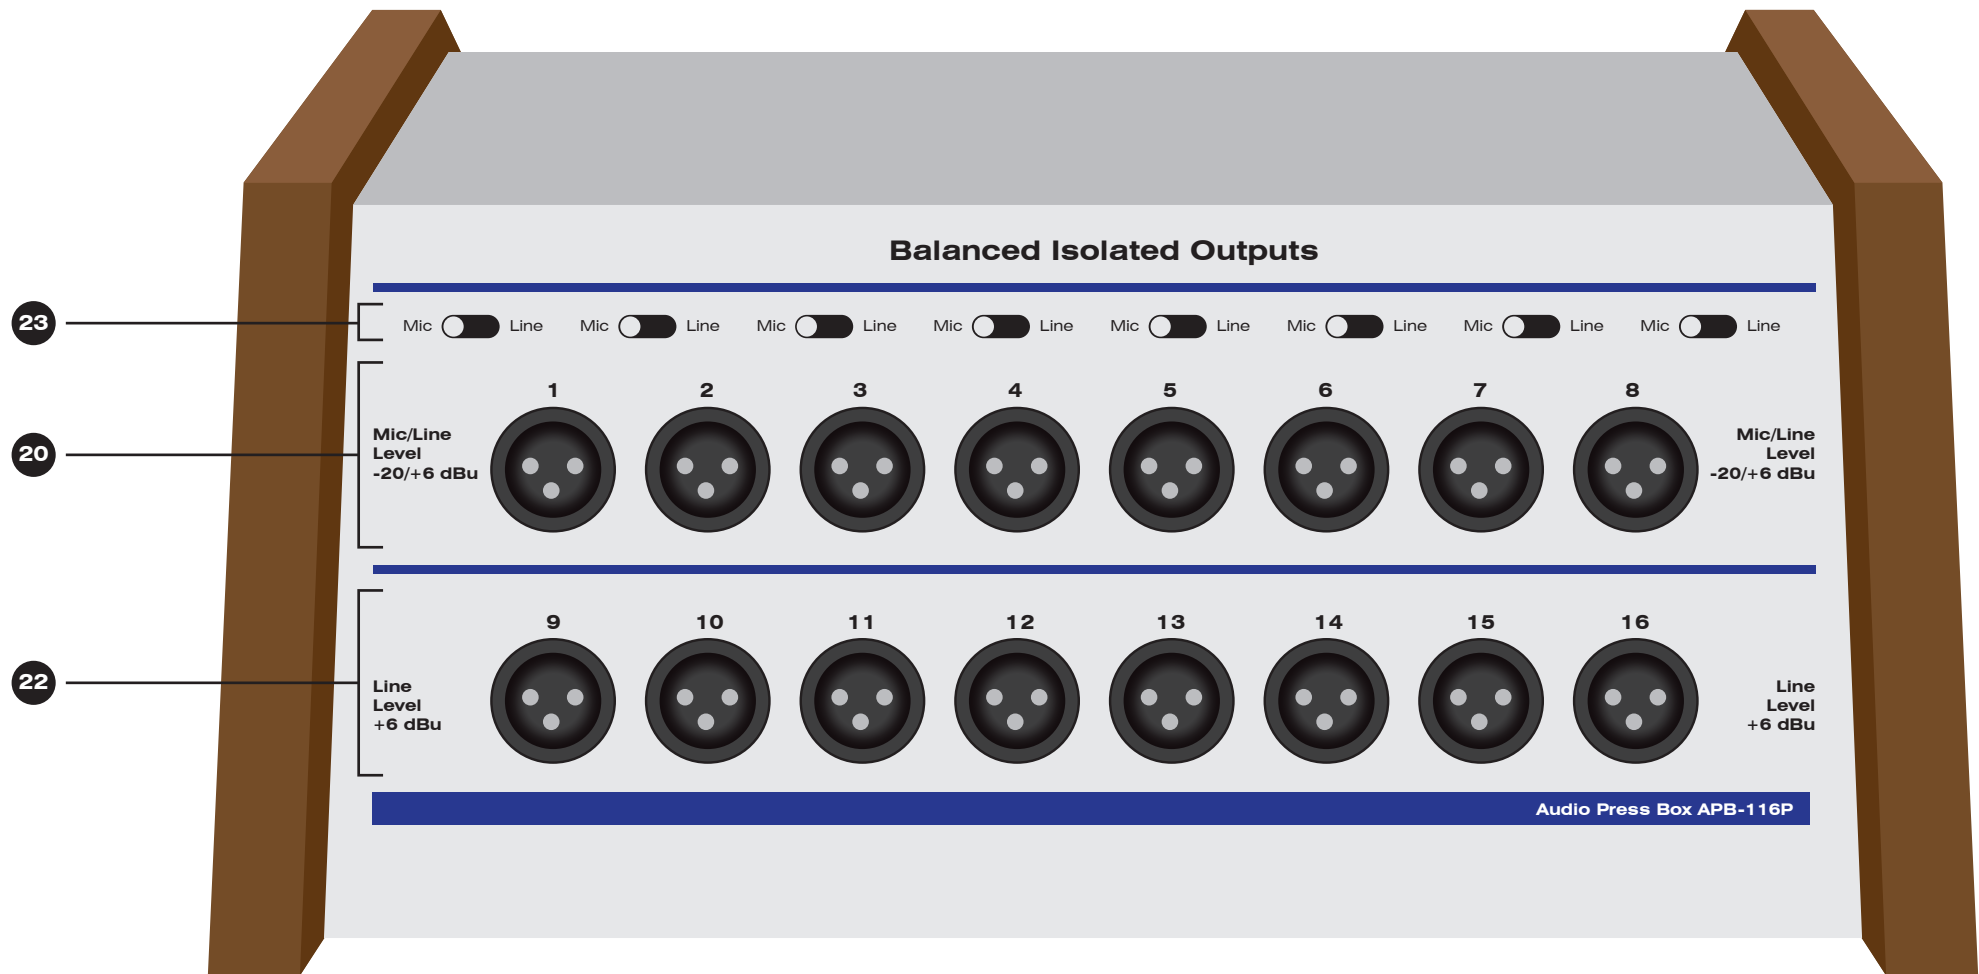 Balanced Isolated Outputs
23
Mic Line Mic Line Mic Line Mic Line Mic Line Mic Line Mic Line Mic Line
1 2 3 4 5 6 7 8
20
Mic/Line
Level
-20/+6 dBu
Mic/Line
Level
-20/+6 dBu
9 10 11 12 13 14 15 16
22
Line
Level
+6 dBu
Line
Level
+6 dBu
Audio Press Box APB-116P